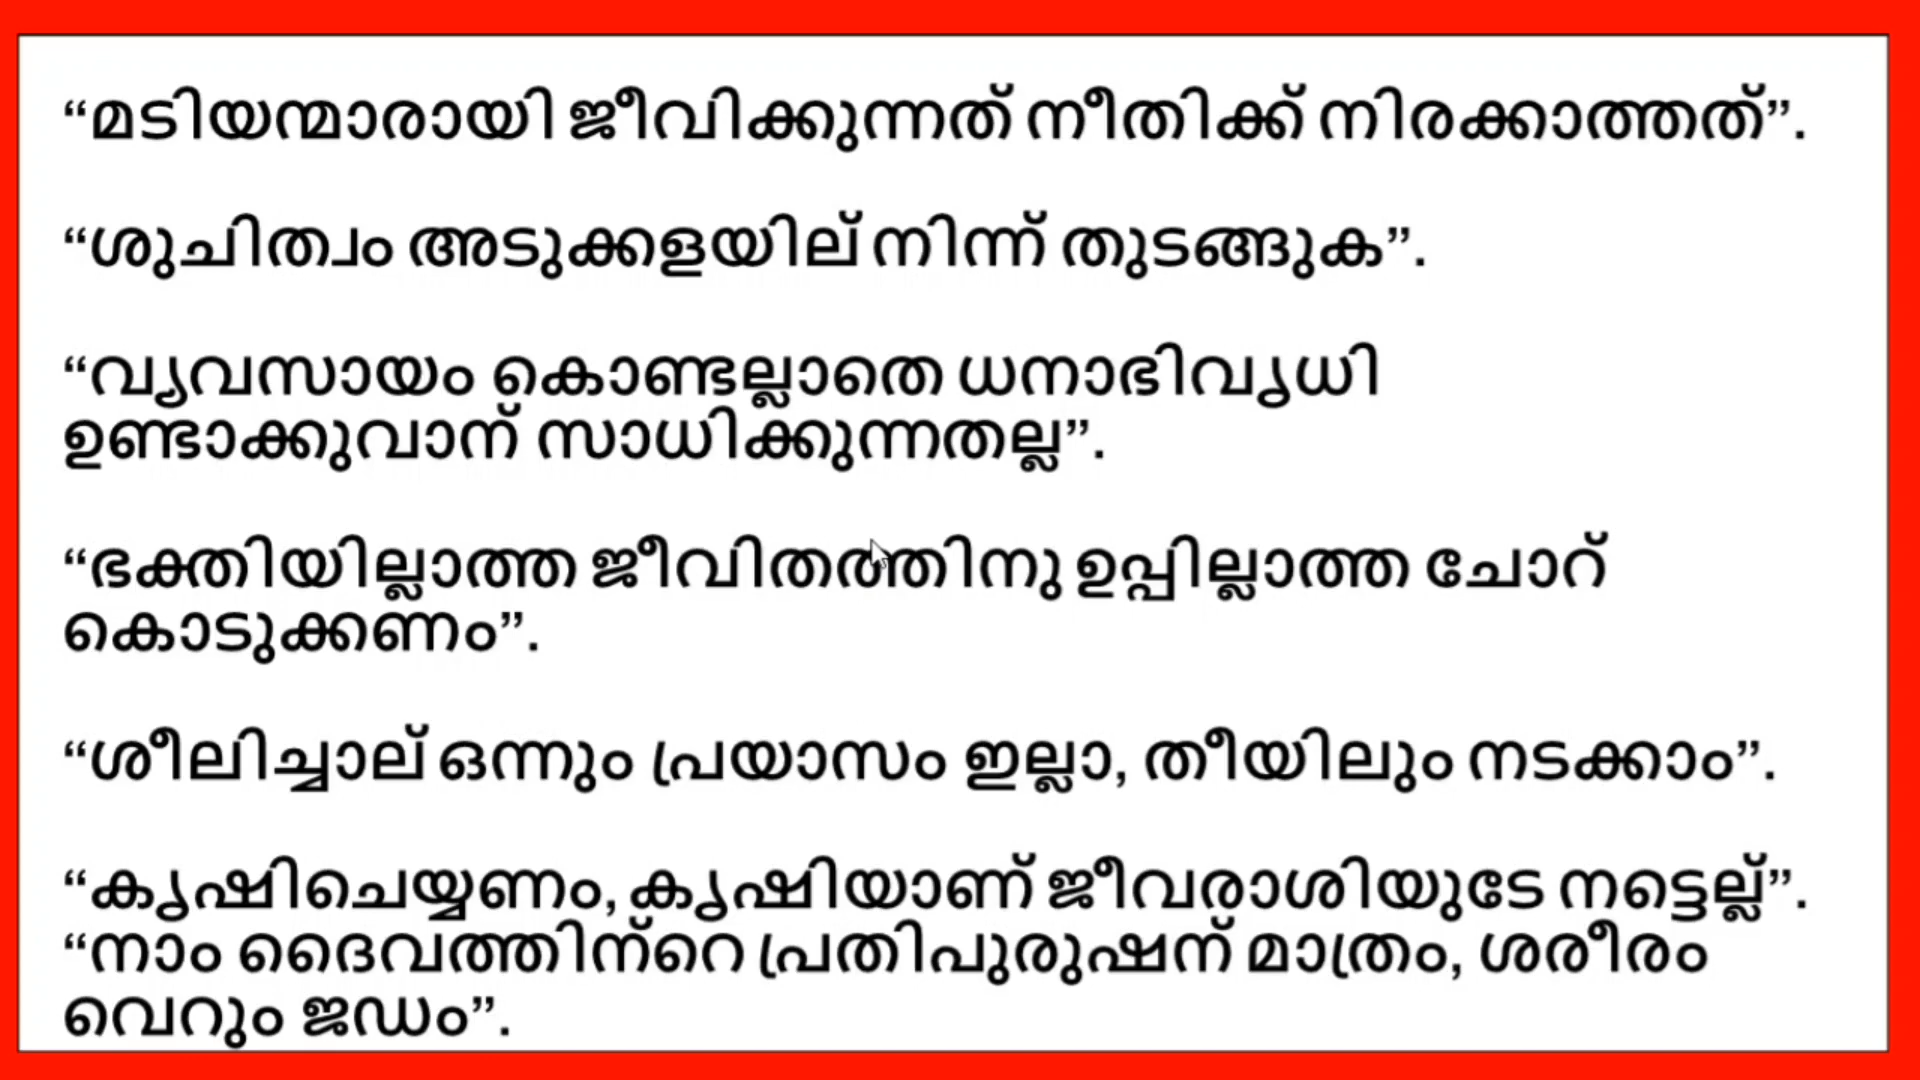 “മടിയന്മാരായി ജീവിക്കുന്നത് നീതിക്ക് നിരക്കാത്തത്”.
“ശുചിത്വം അടുക്കളയില് നിന്ന് തുടങ്ങുക”.
“വ്യവസായം കൊണ്ടല്ലാതെ ധനാഭിവൃധി
ഉണ്ടാക്കുവാന് സാധിക്കുന്നതല്ല”.
“ഭക്തിയില്ലാത്ത ജീവിതത്തിനു ഉപ്പില്ലാത്ത ചോറ്
കൊടുക്കണം”.
“ശീലിച്ചാല് ഒന്നും പ്രയാസം ഇല്ലാ, തീയിലും നടക്കാം”.
“കൃഷിചെയ്യണം, കൃഷിയാണ് ജീവരാശിയുടേ നട്ടെല്ല്”.
“നാം ദൈവത്തിന്റെ പ്രതിപുരുഷന് മാത്രം, ശരീരം
വെറും ജഡം”.